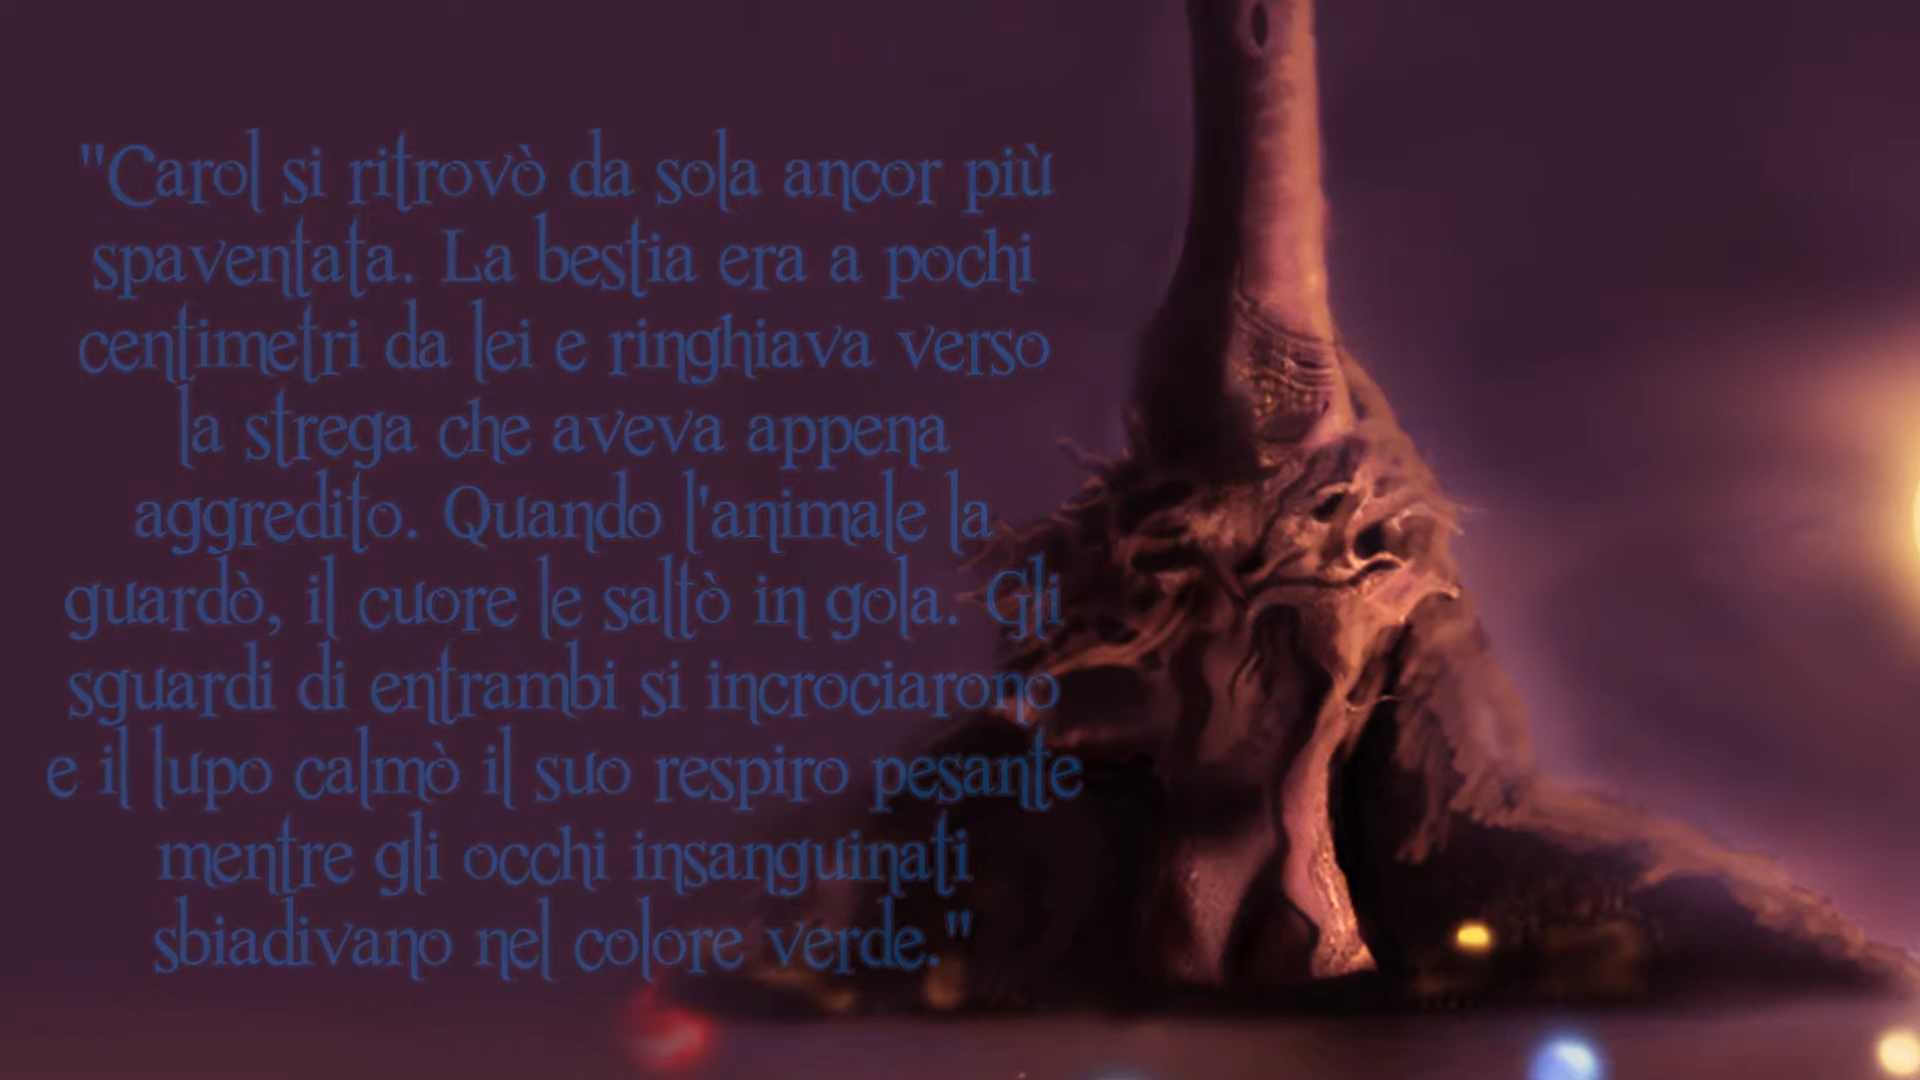 "Carol si ritrovò da sola ancor più
spaventata. La bestia era a pochi
centimetri da lei e ringhiava verso
la strega che aveva appena
aggredito. Quando l'animale la
guardò, il cuore le saltò in gola. Gli
sguardi di entrambi si incrociarono
e il lupo calmò il suo respiro pesante
mentre gli occhi insanguinati
sbiadivano nel colore verde."